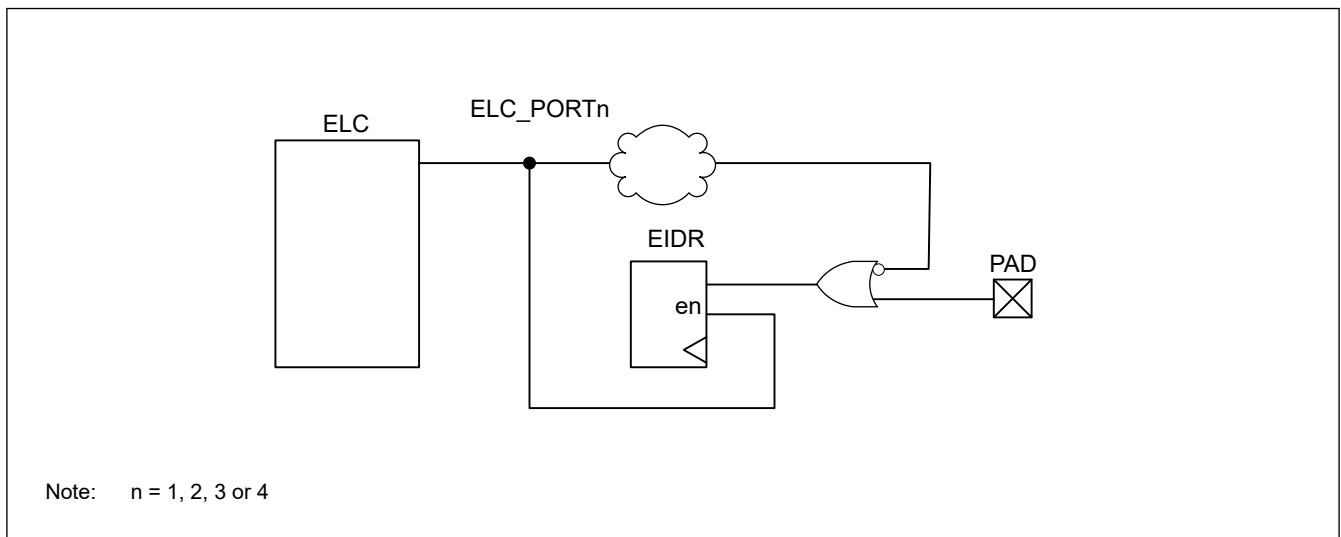 ELC_PORTn
ELC
EIDR
PAD
en
Note: n = 1, 2, 3 or 4